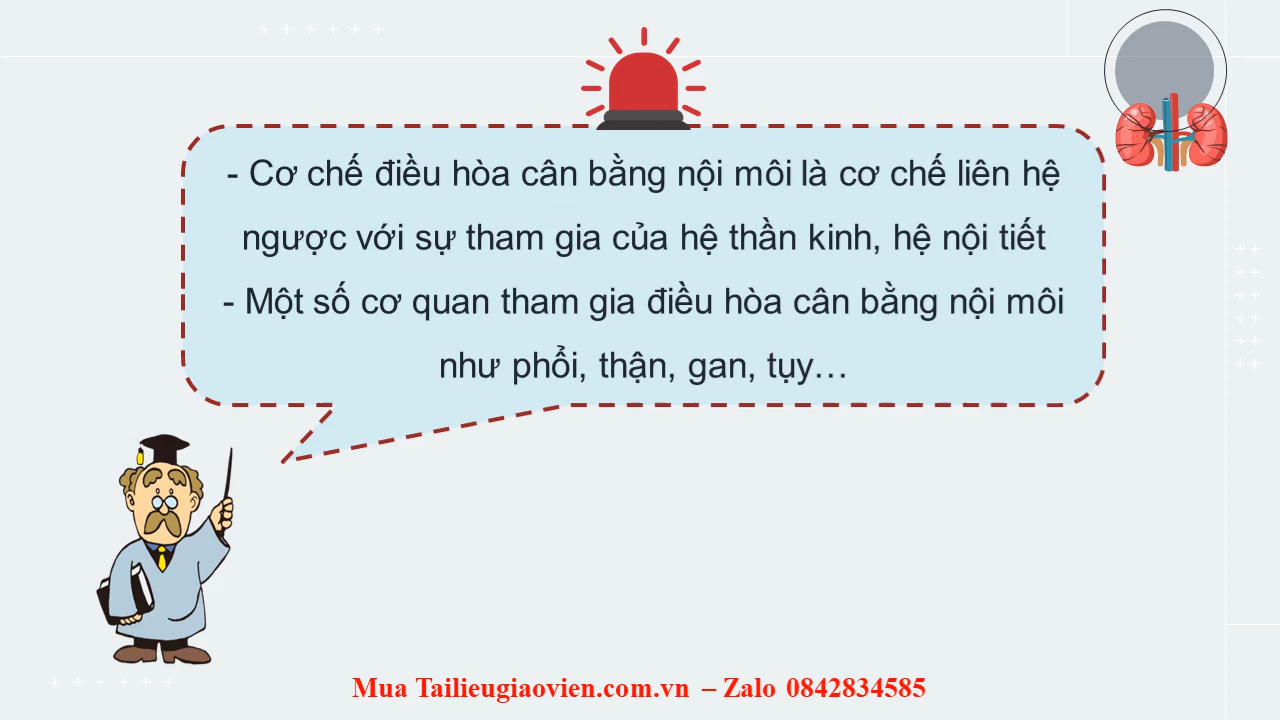 - Cơ chế điều hòa cân bằng nội môi là cơ chế liên hệ
ngược với sự tham gia của hệ thần kinh, hệ nội tiết
- Một số cơ quan tham gia điều hòa cân bằng nội môi
như phổi, thận, gan, tụy…
Mua Tailieugiaovien.com.vn – Zalo 0842834585